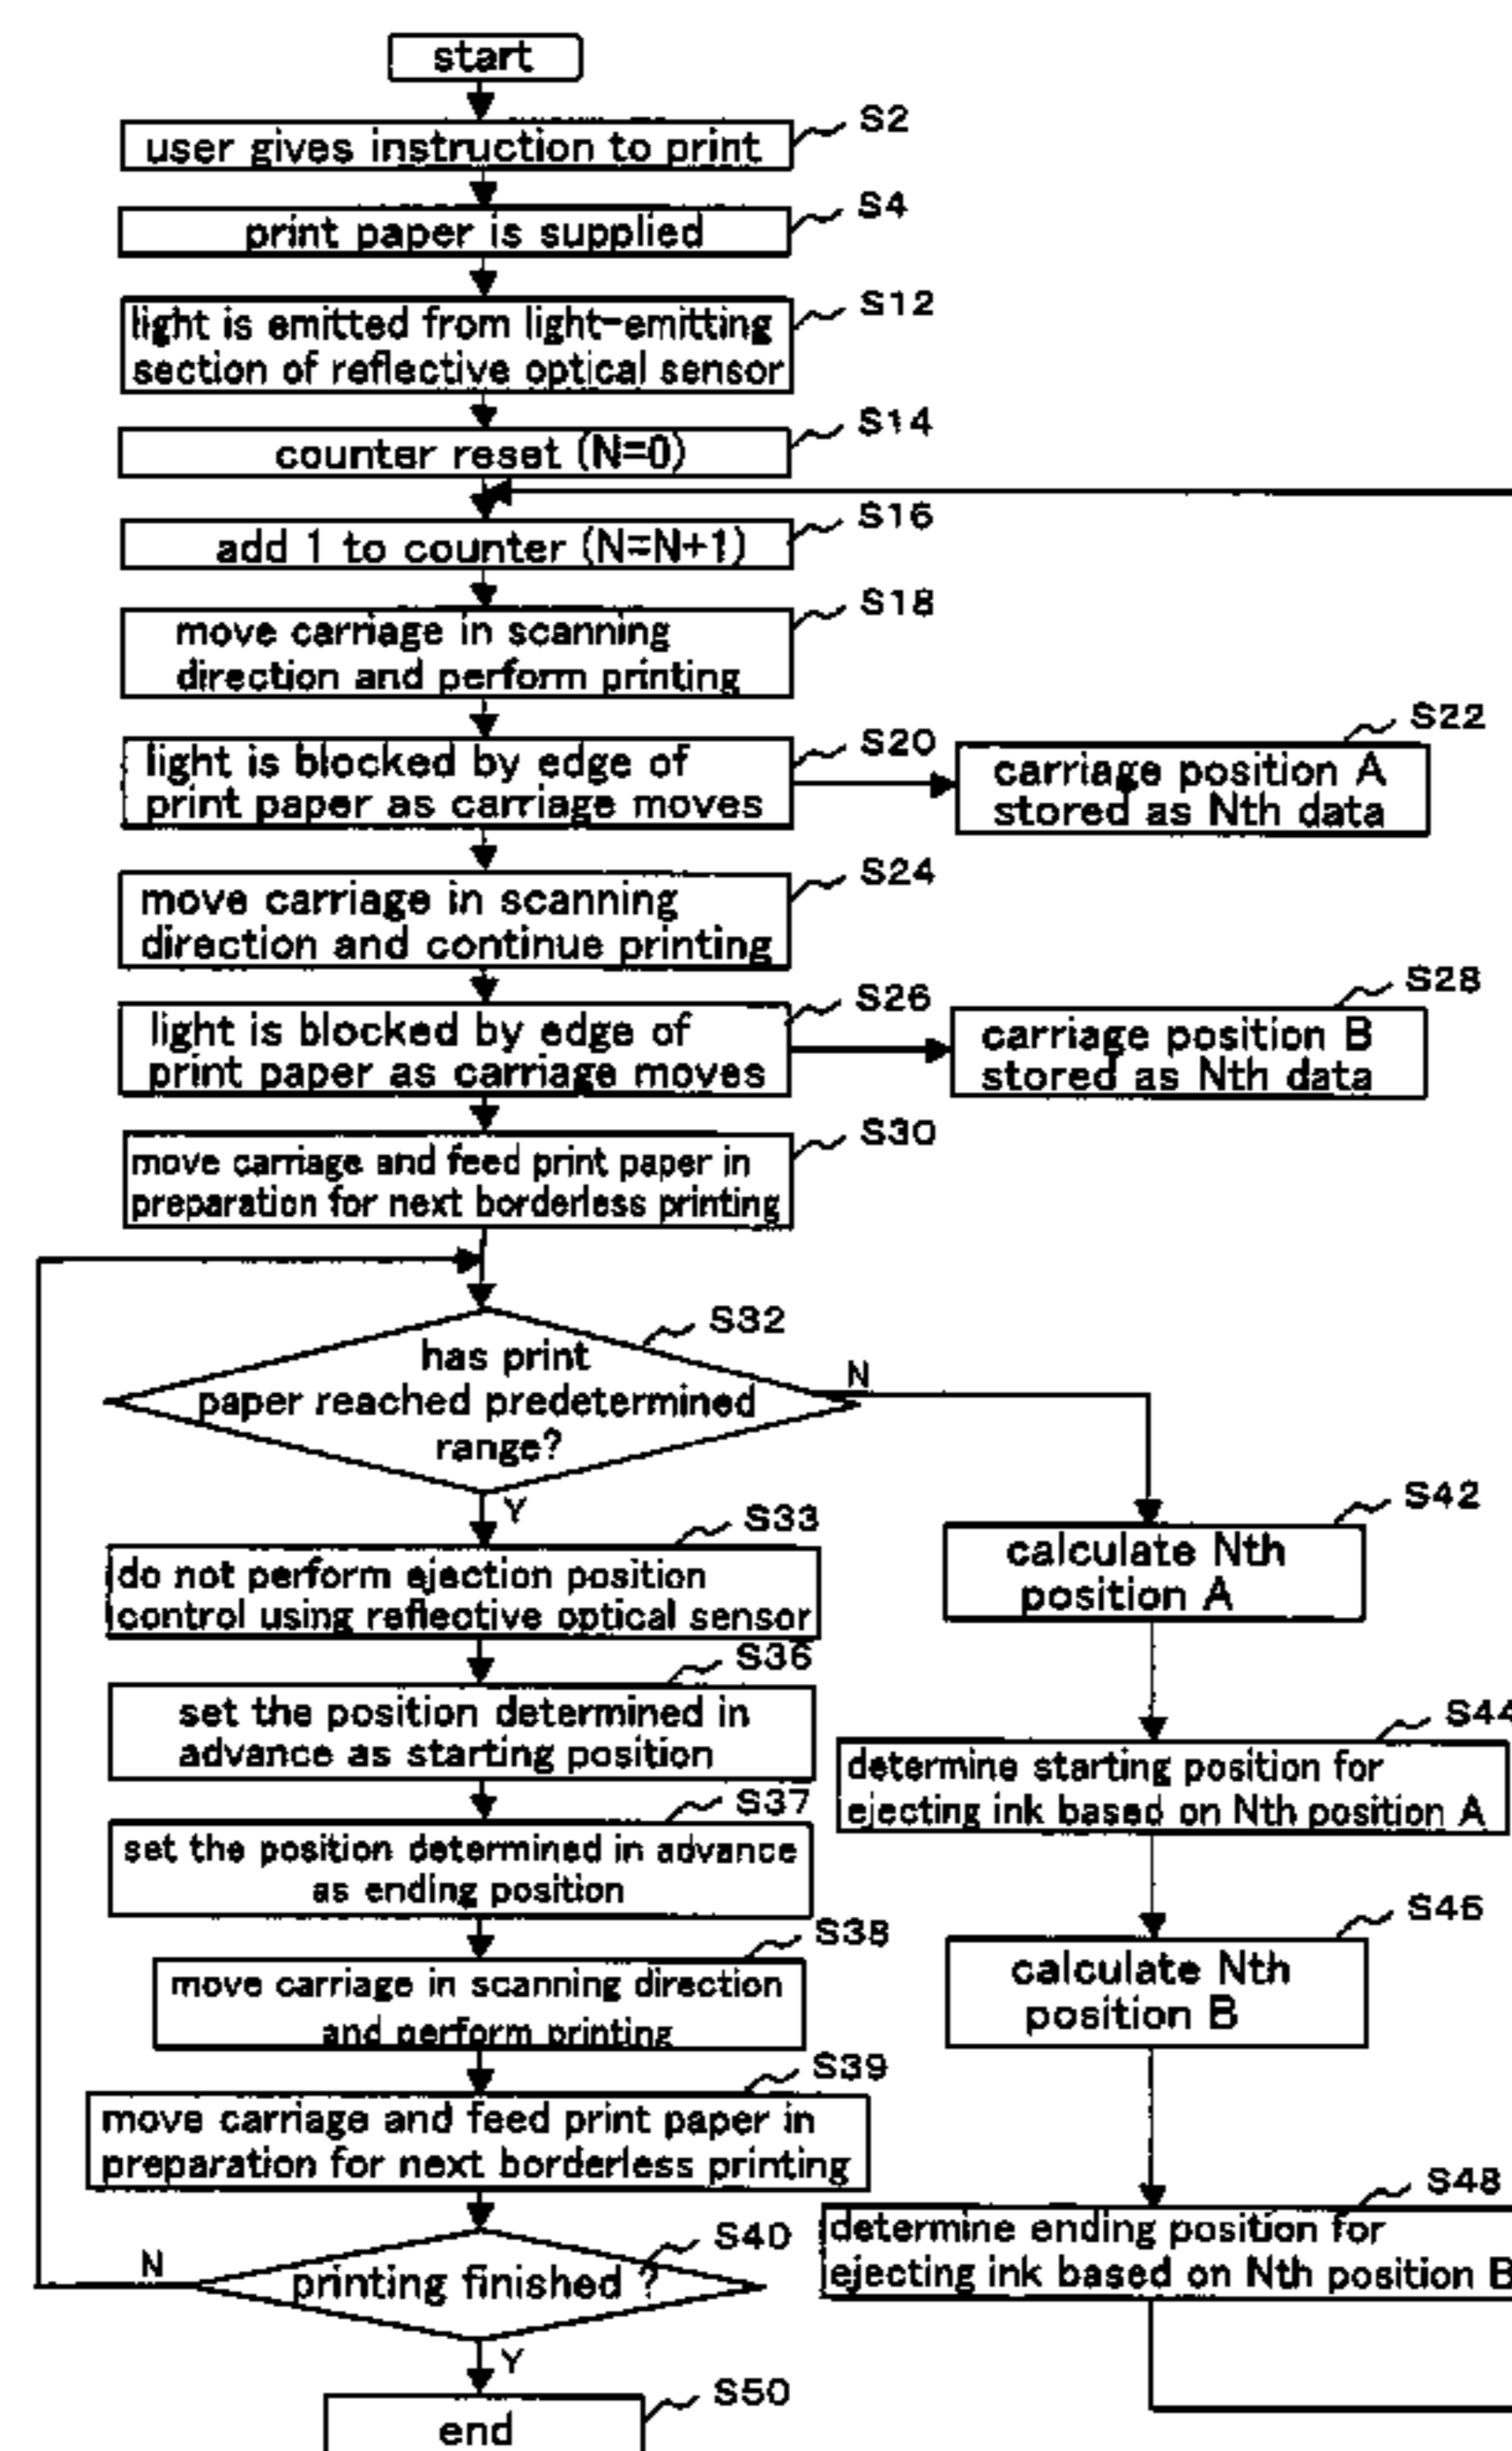 start
S2
user gives instruction to print
S4
print paper is supplied
S12
light is emitted from light-emitting
section of reflective optical sensor
S14
counter reset (N=0)
S16
add 1 to counter (N=N+1)
S18
move carriage in scanning
direction and perform printing
S20
light is blocked by edge of
print paper as carriage moves
S22
carriage position A
stored as Nth data
S24
move carriage in scanning
direction and continue printing
S26
light is blocked by edge of
print paper as carriage moves
S28
carriage position B
stored as Nth data
S30
move carriage and feed print paper in
preparation for next borderless printing
S32
has print
paper reached predetermined
range?
N
Y
S33
do not perform ejection position
control using reflective optical sensor
S36
set the position determined in
advance as starting position
S37
set the position determined in advance
as ending position
S38
move carriage in scanning direction
and perform printing
S39
move carriage and feed print paper in
preparation for next borderless printing
S40
printing finished ?
N
Y
S50
end
S42
calculate Nth
position A
S44
determine starting position for
ejecting ink based on Nth position A
S46
calculate Nth
position B
S48
determine ending position for
ejecting ink based on Nth position B